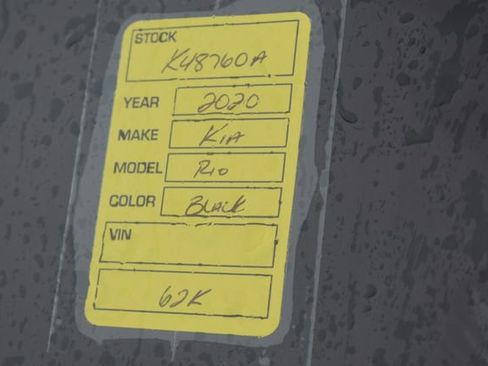 STOCK
K48760A
YEAR 2020
MAKE KIA
MODEL RIO
COLOR BLACK
VIN
62K